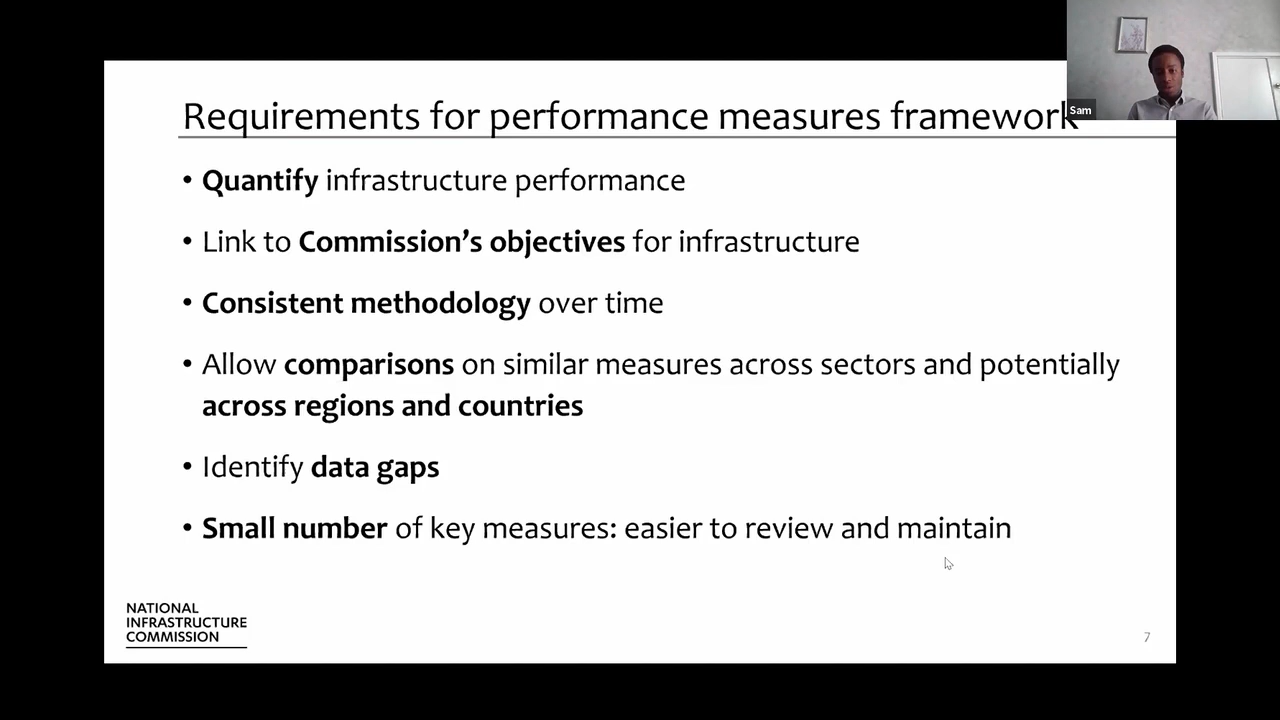 Requirements for performance measures framework
Sam
• Quantify infrastructure performance
• Link to Commission’s objectives for infrastructure
• Consistent methodology over time
• Allow comparisons on similar measures across sectors and potentially
across regions and countries
• Identify data gaps
• Small number of key measures: easier to review and maintain
NATIONAL
INFRASTRUCTURE
COMMISSION
7